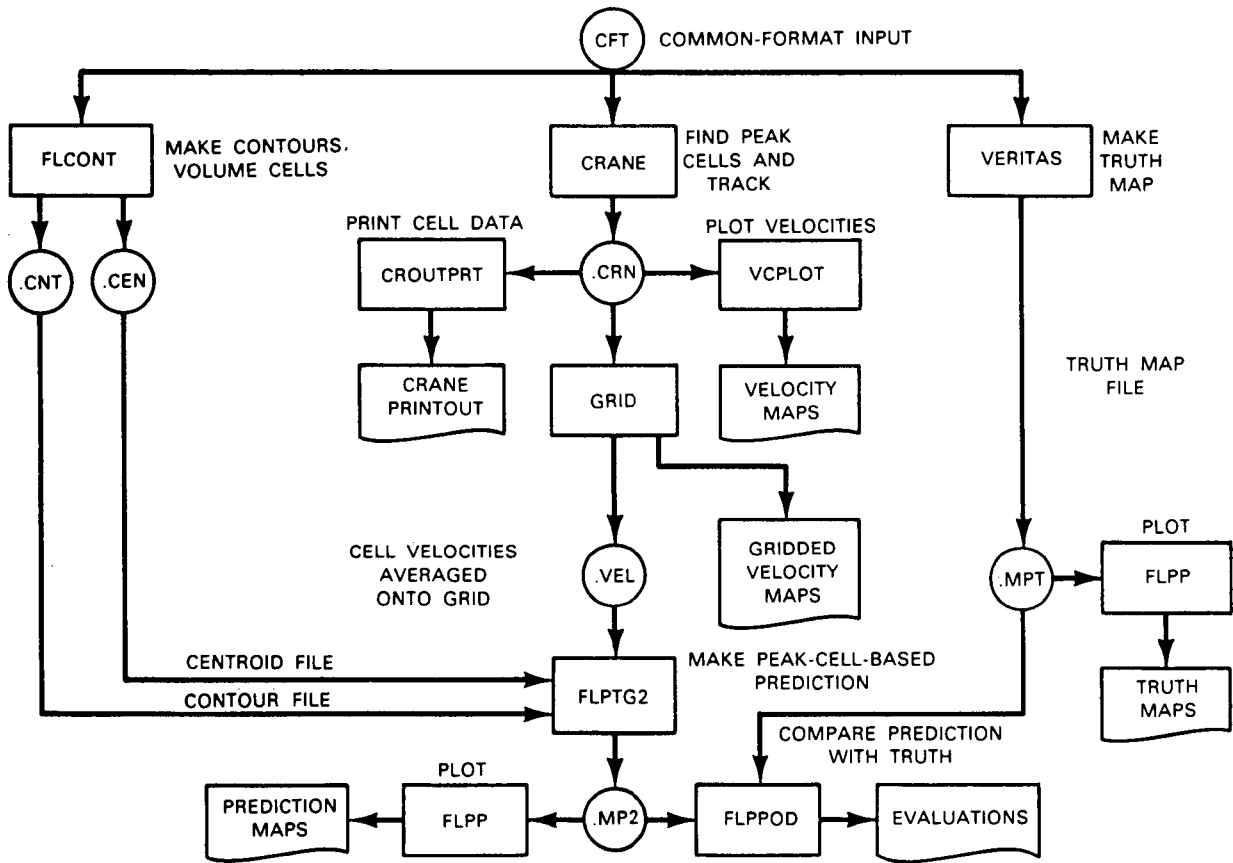 CFT
COMMON-FORMAT INPUT
FLCONT
MAKE CONTOURS,
VOLUME CELLS
CRANE
FIND PEAK
CELLS AND
TRACK
VERITAS
MAKE
TRUTH
MAP
.CNT
.CEN
PRINT CELL DATA
CROUTPRT
.CRN
PLOT VELOCITIES
VCPLOT
CRANE
PRINTOUT
GRID
VELOCITY
MAPS
TRUTH MAP
FILE
CELL VELOCITIES
AVERAGED
ONTO GRID
.VEL
GRIDDED
VELOCITY
MAPS
.MPT
PLOT
FLPP
TRUTH
MAPS
CENTROID FILE
CONTOUR FILE
FLPTG2
MAKE PEAK-CELL-BASED
PREDICTION
COMPARE PREDICTION
WITH TRUTH
PREDICTION
MAPS
PLOT
FLPP
.MP2
FLPPOD
EVALUATIONS